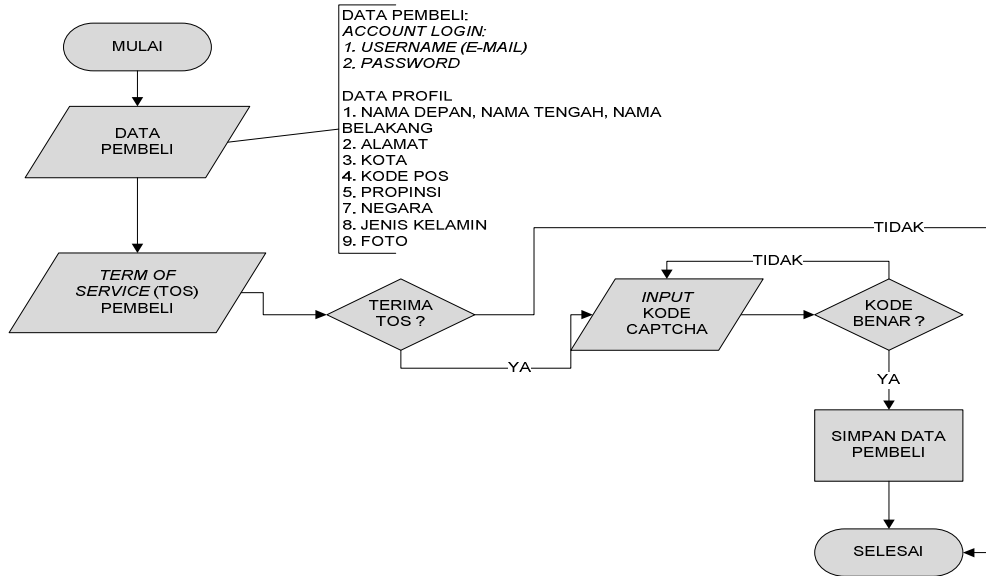 MULAI
DATA
PEMBELI
DATA PEMBELI:
ACCOUNT LOGIN:
1. USERNAME (E-MAIL)
2. PASSWORD
DATA PROFIL
1. NAMA DEPAN, NAMA TENGAH, NAMA
BELAKANG
2. ALAMAT
3. KOTA
4. KODE POS
5. PROPINSI
7. NEGARA
8. JENIS KELAMIN
9. FOTO
TERM OF
SERVICE (TOS)
PEMBELI
TERIMA
TOS ?
TIDAK
YA
INPUT
KODE
CAPTCHA
TIDAK
KODE
BENAR ?
YA
SIMPAN DATA
PEMBELI
SELESAI